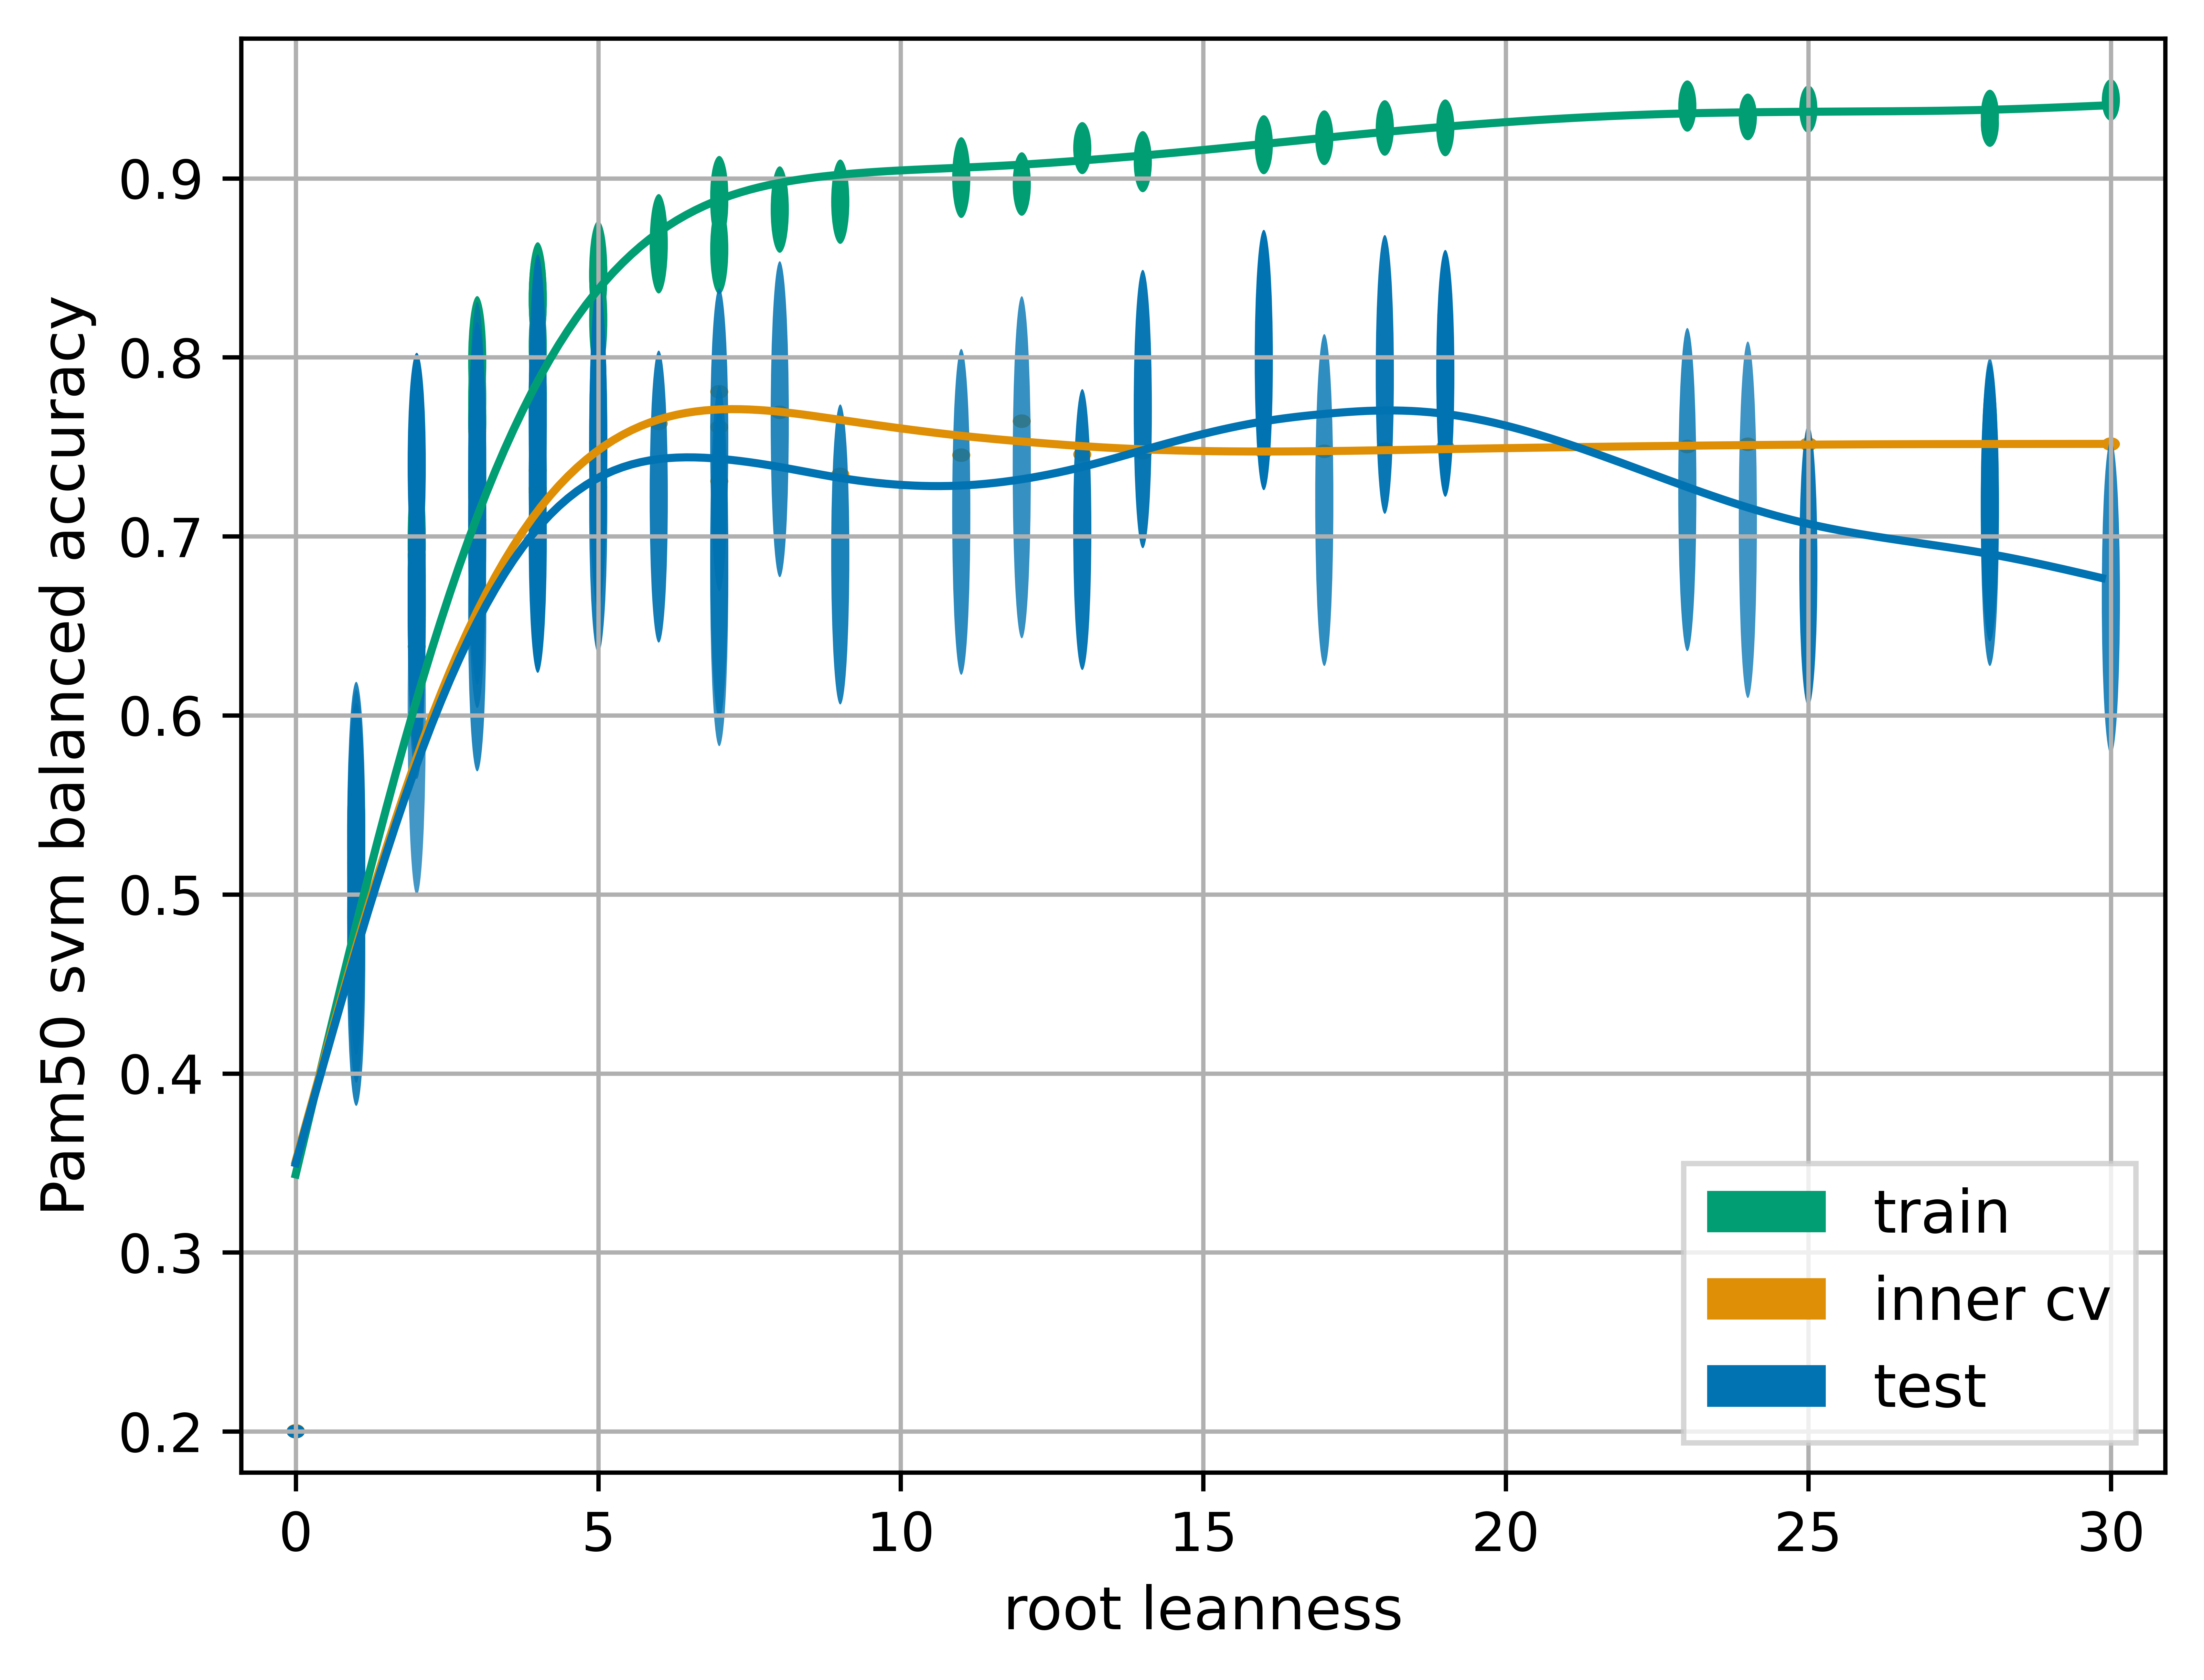 Pam50 svm balanced accuracy
0.9
0.8
0.7
0.6
0.5
0.4
0.3
0.2
0 5 10 15 20 25 30
root leanness
train
inner cv
test